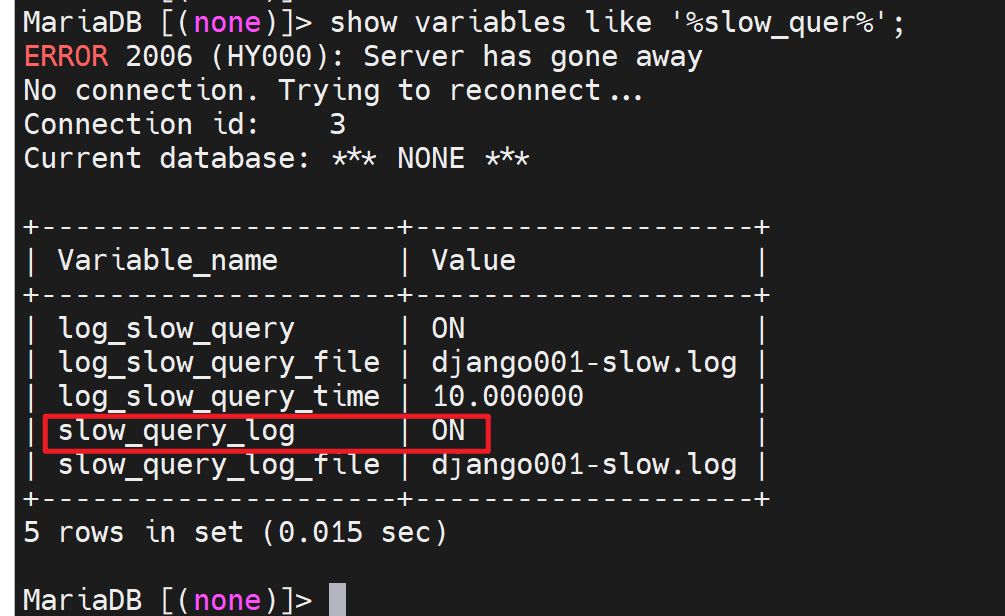 MariaDB [(none)]> show variables like '%slow_quer%';
ERROR 2006 (HY000): Server has gone away
No connection. Trying to reconnect...
Connection id:    3
Current database: *** NONE ***

+---------------------+--------------------+
| Variable_name       | Value              |
+---------------------+--------------------+
| log_slow_query      | ON                 |
| log_slow_query_file | django001-slow.log |
| log_slow_query_time | 10.000000          |
| slow_query_log      | ON                 |
| slow_query_log_file | django001-slow.log |
+---------------------+--------------------+
5 rows in set (0.015 sec)

MariaDB [(none)]>